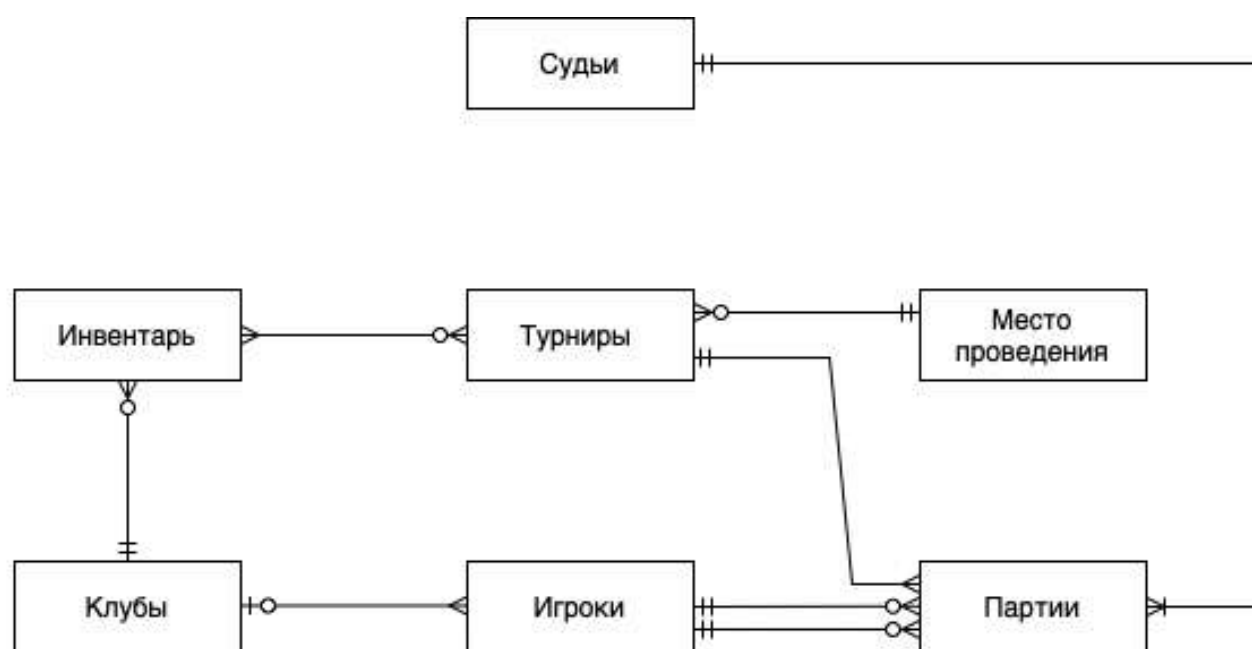 Судьи
Инвентарь
Турниры
Место
проведения
Клубы
Игроки
Партии